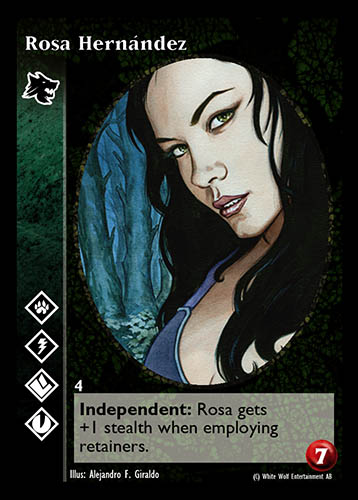 Rosa Hernández
4
Independent: Rosa gets
+1 stealth when employing
retainers.
7
Illus: Alejandro F. Giraldo
(C) White Wolf Entertainment AB